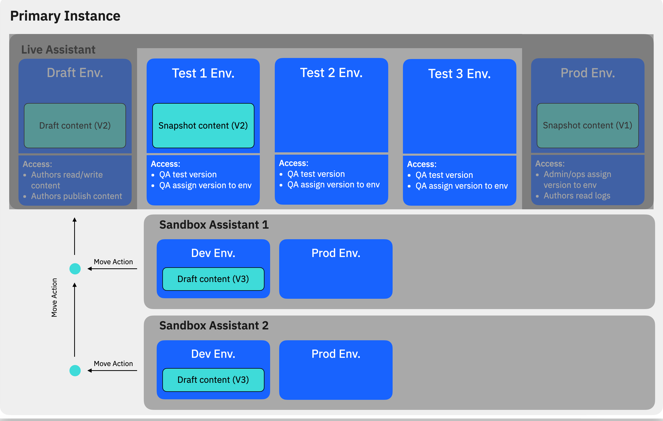 Primary Instance
Live Assistant
Draft Env.
Draft content (V2)
Access:
• Authors read/write
content
• Authors publish content
Test 1 Env.
Snapshot content (V2)
Access:
• QA test version
• QA assign version to env
Test 2 Env.
Access:
• QA test version
• QA assign version to env
Test 3 Env.
Access:
• QA test version
• QA assign version to env
Prod Env.
Snapshot content (V1)
Access:
• Admin/ops assign
version to env
• Authors read logs
Sandbox Assistant 1
Dev Env.
Draft content (V3)
Prod Env.
Move Action
Move Action
Sandbox Assistant 2
Dev Env.
Draft content (V3)
Prod Env.
Move Action